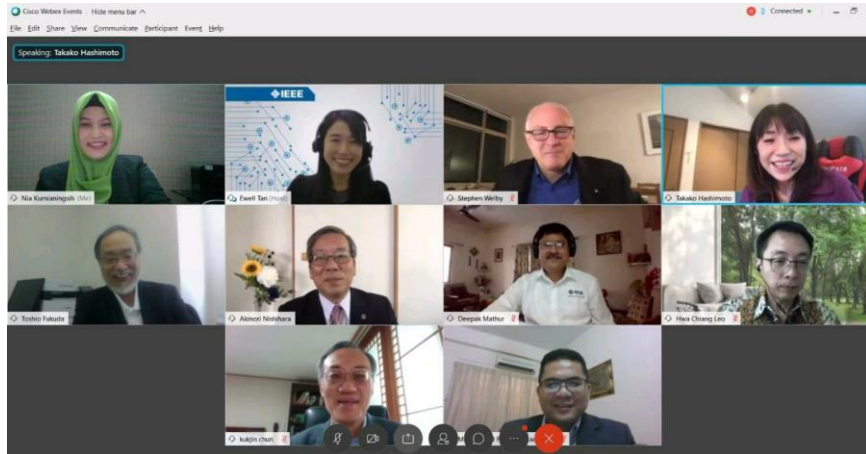 Cisco Webex Events Hide menu bar
Connected
File Edit Share View Communicate Participant Event Help
Speaking: Takako Hashimoto
IEEE
Nia Kurnianingsih (Me)
Ewell Tan (Host)
Stephen Welby
Takako Hashimoto
Toshio Fukuda
Akinori Nishihara
IEEE
Deepak Mathur
Hwa Chiang Leo
kukjin chun